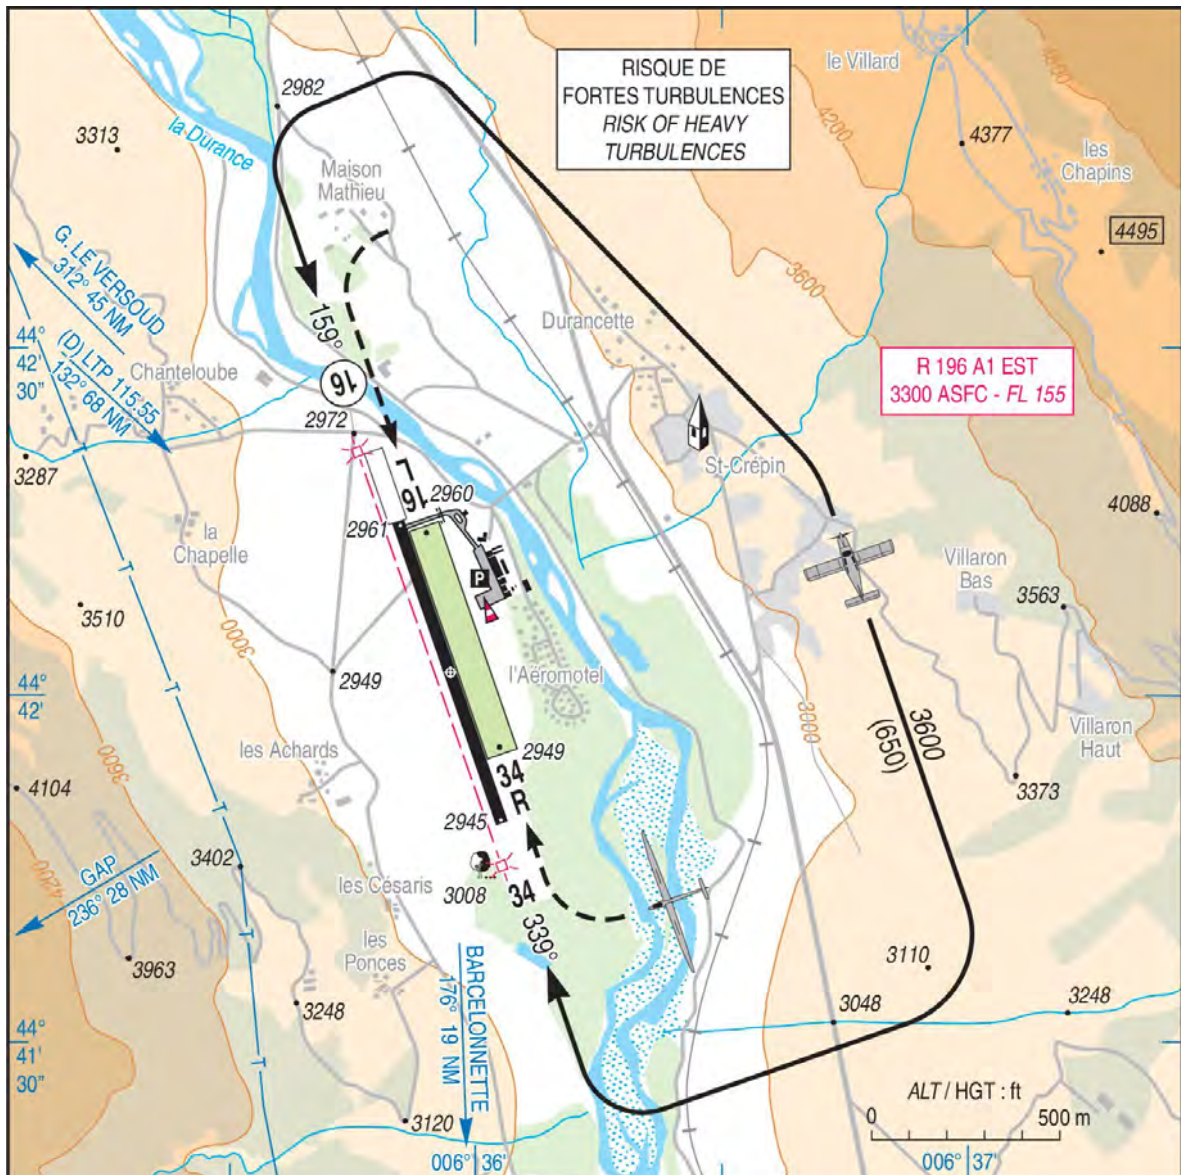 RISQUE DE
FORTES TURBULENCES
RISK OF HEAVY
TURBULENCES
le Villard
4800
4200
4377
les
Chapins
4495
2982
la Durance
3313
Maison
Mathieu
3600
G. LE VERSOUD
312° 45 NM
(D) LTP 115.55
132° 68 NM
44°
42'
30"
159°
Durancette
Chanteloube
16
R 196 A1 EST
3300 ASFC - FL 155
2972
3287
St-Crépin
L
16
2960
2961
4088
la
Chapelle
Villaron
Bas
3563
P
T
3510
3000
2949
l'Aëromotel
44°
42'
les Achards
2949
3000
Villaron
Haut
3600
(650)
3373
4104
3600
T
34
R
2945
3402
4200
GAP
236° 28 NM
3008
34
les Césaris
339°
les
Ponces
3963
3110
BARCELONNETTE
176° 19 NM
3248
3048
3248
44°
41'
30"
T
ALT / HGT : ft
0
500 m
3120
006° 36'
006° 37'